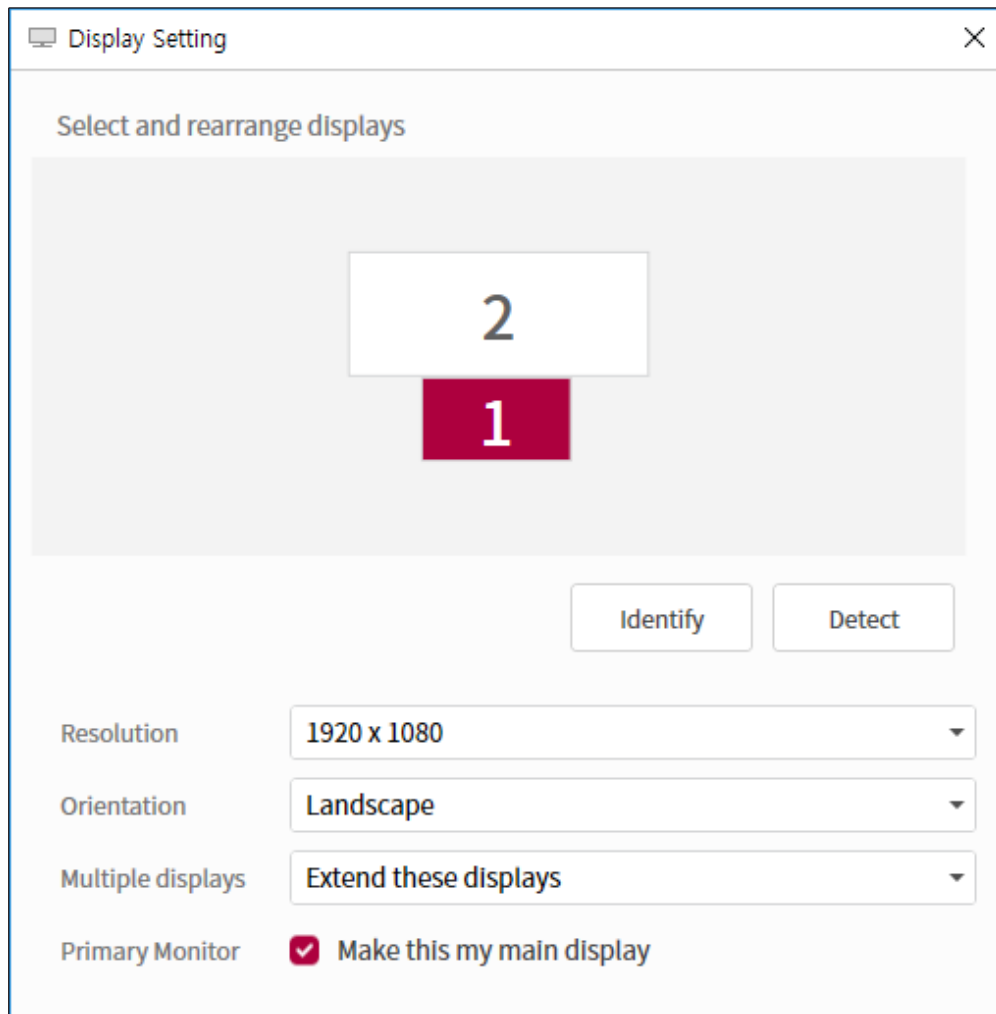 Display Setting
Select and rearrange displays
2
1
Identify Detect
Resolution 1920 x 1080
Orientation Landscape
Multiple displays Extend these displays
Primary Monitor Make this my main display